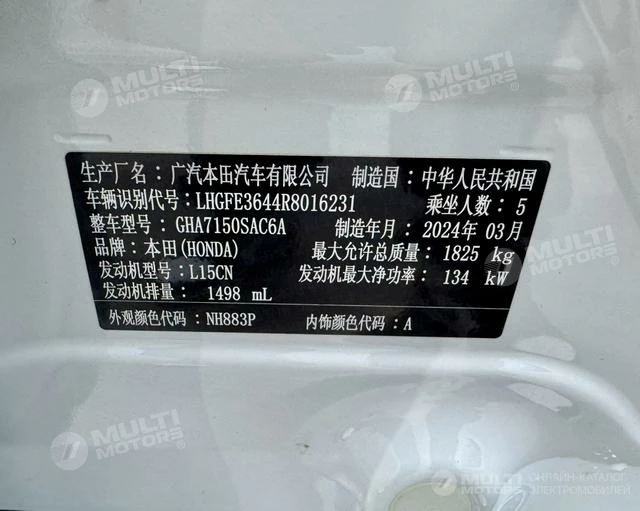 MULTI
MOTORS
MULTI
MOTORS
生产厂名：广汽本田汽车有限公司 制造国：中华人民共和国
车辆识别代号：LHGFE3644R8016231 乘坐人数：5
整车型号：GHA7150SAC6A 制造年月：2024年 03月
品牌：本田(HONDA) 最大允许总质量：1825 kg
发动机型号：L15CN 发动机最大净功率：134 kW
发动机排量：1498 mL
外观颜色代码：NH883P 内饰颜色代码：A
MULTI
MOTORS
MULTI
MOTORS
ОНЛАЙН-КАТАЛОГ
ЭЛЕКТРОМОБИЛЕЙ